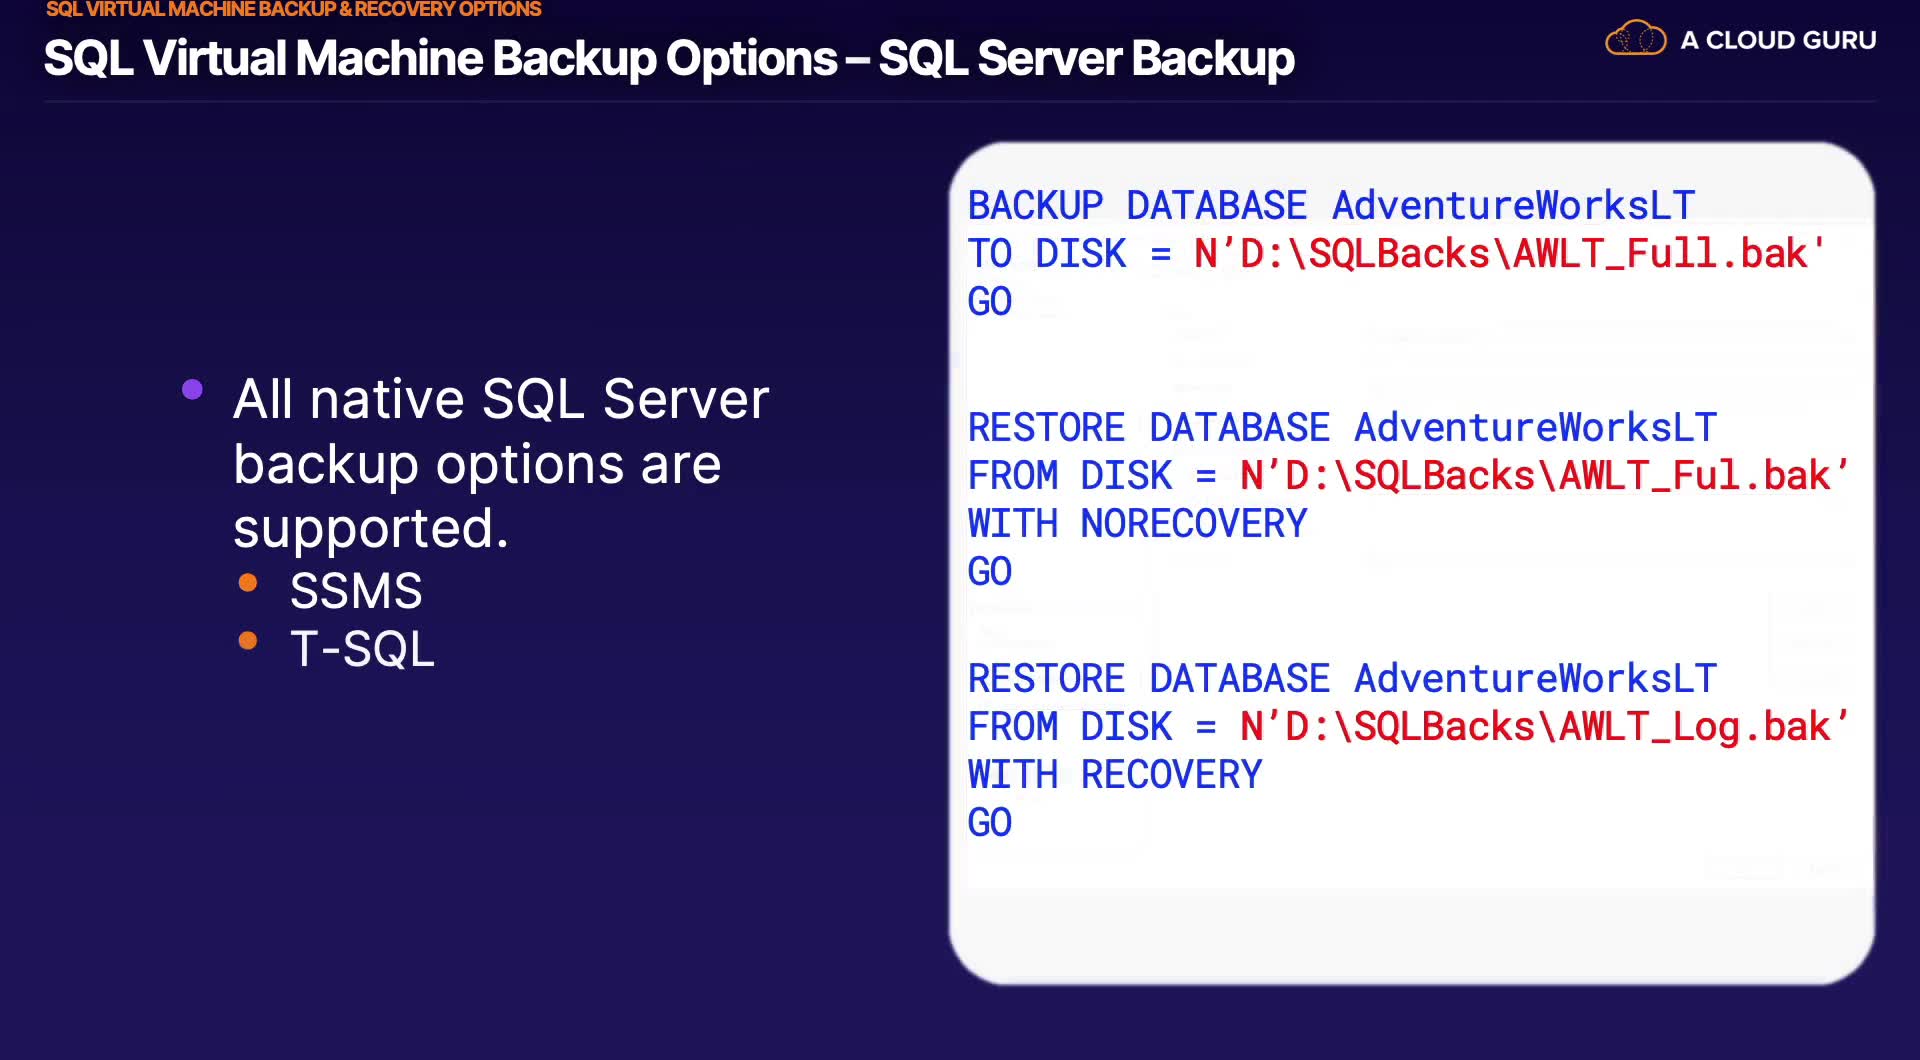 SQL VIRTUAL MACHINE BACKUP & RECOVERY OPTIONS
SQL Virtual Machine Backup Options – SQL Server Backup
A CLOUD GURU
All native SQL Server
backup options are
supported.
SSMS
T-SQL
BACKUP DATABASE AdventureWorksLT
TO DISK = N’D:\SQLBacks\AWLT_Full.bak'
GO
RESTORE DATABASE AdventureWorksLT
FROM DISK = N’D:\SQLBacks\AWLT_Ful.bak’
WITH NORECOVERY
GO
RESTORE DATABASE AdventureWorksLT
FROM DISK = N’D:\SQLBacks\AWLT_Log.bak’
WITH RECOVERY
GO